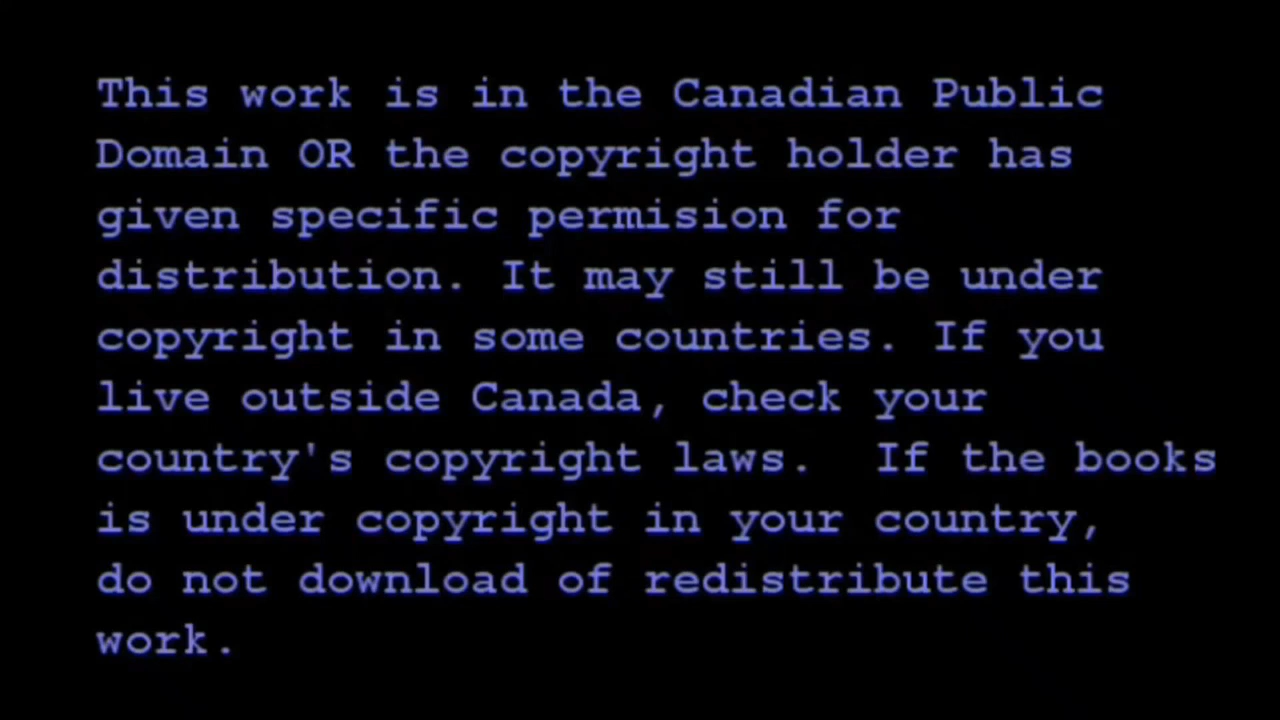 This work is in the Canadian Public
Domain OR the copyright holder has
given specific permision for
distribution. It may still be under
copyright in some countries. If you
live outside Canada, check your
country's copyright laws.  If the books
is under copyright in your country,
do not download of redistribute this
work.